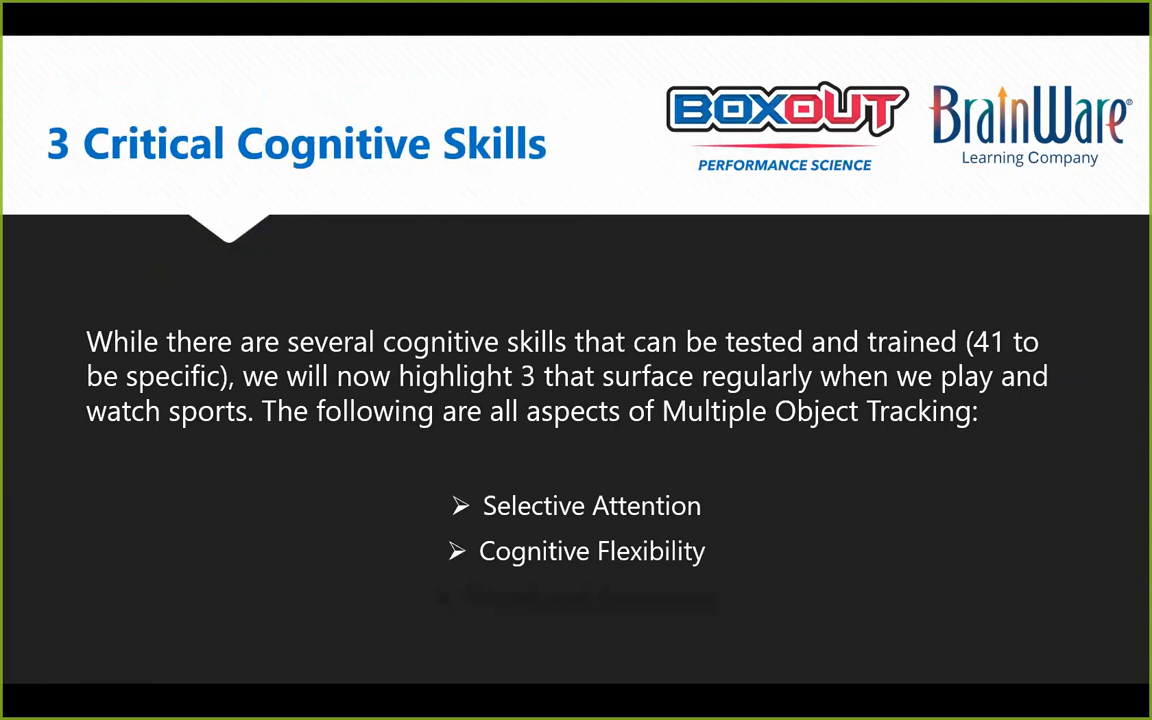 3 Critical Cognitive Skills
BOXOUT
PERFORMANCE SCIENCE
BrainWare®
Learning Company
While there are several cognitive skills that can be tested and trained (41 to
be specific), we will now highlight 3 that surface regularly when we play and
watch sports. The following are all aspects of Multiple Object Tracking:
➢ Selective Attention
➢ Cognitive Flexibility